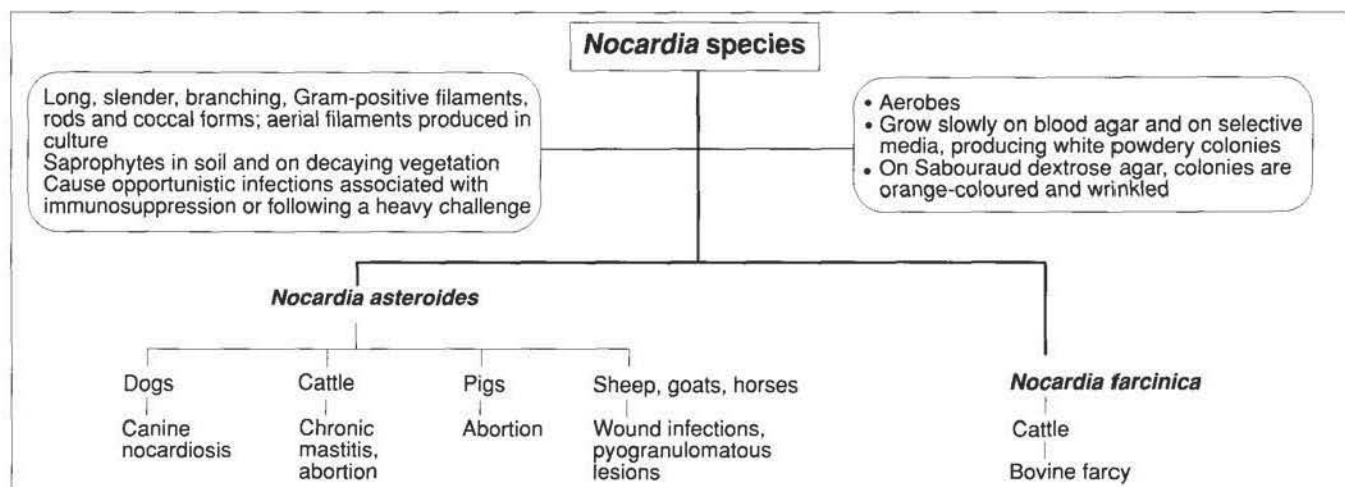 Nocardia species
Long, slender, branching, Gram-positive filaments,
rods and coccal forms; aerial filaments produced in
culture
Saprophytes in soil and on decaying vegetation
Cause opportunistic infections associated with
immunosuppression or following a heavy challenge
• Aerobes
• Grow slowly on blood agar and on selective
media, producing white powdery colonies
• On Sabouraud dextrose agar, colonies are
orange-coloured and wrinkled
Nocardia asteroides
Dogs
Canine
nocardiosis
Cattle
Chronic
mastitis,
abortion
Pigs
Abortion
Sheep, goats, horses
Wound infections,
pyogranulomatous
lesions
Nocardia farcinica
Cattle
Bovine farcy